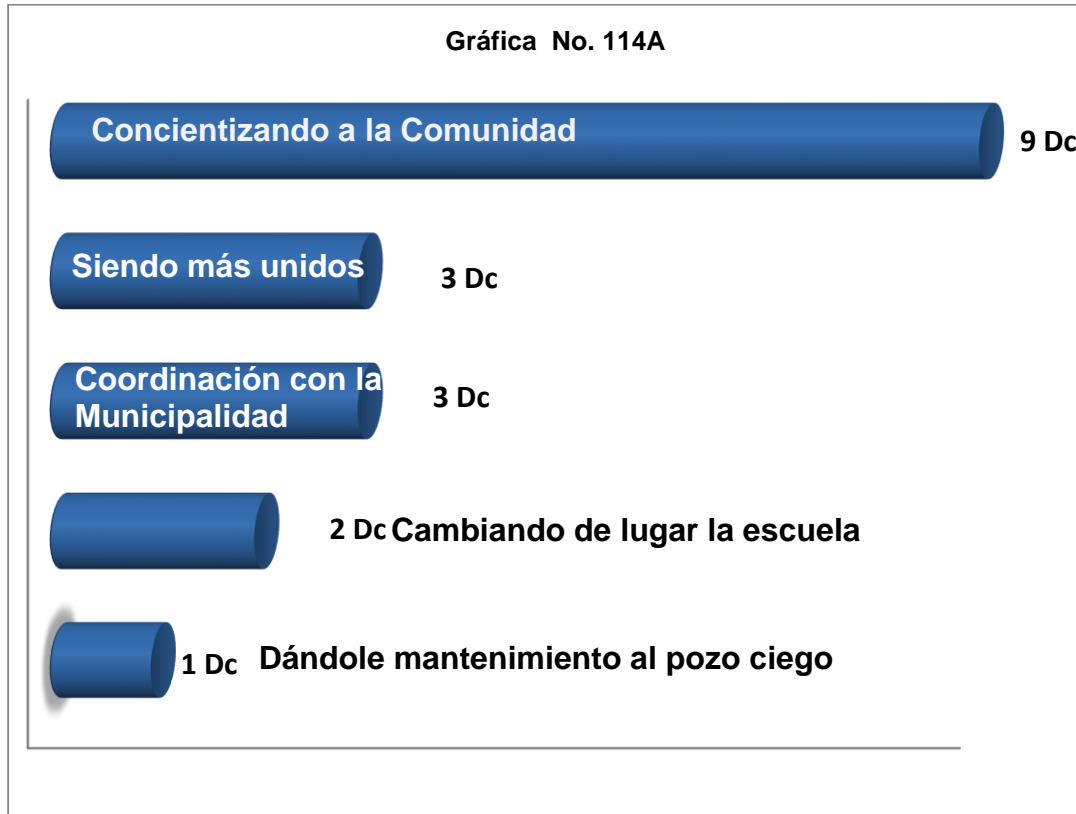 Gráfica  No. 114A
Concientizando a la Comunidad
9 Dc
Siendo más unidos
3 Dc
Coordinación con la
Municipalidad
3 Dc
2 Dc Cambiando de lugar la escuela
1 Dc Dándole mantenimiento al pozo ciego